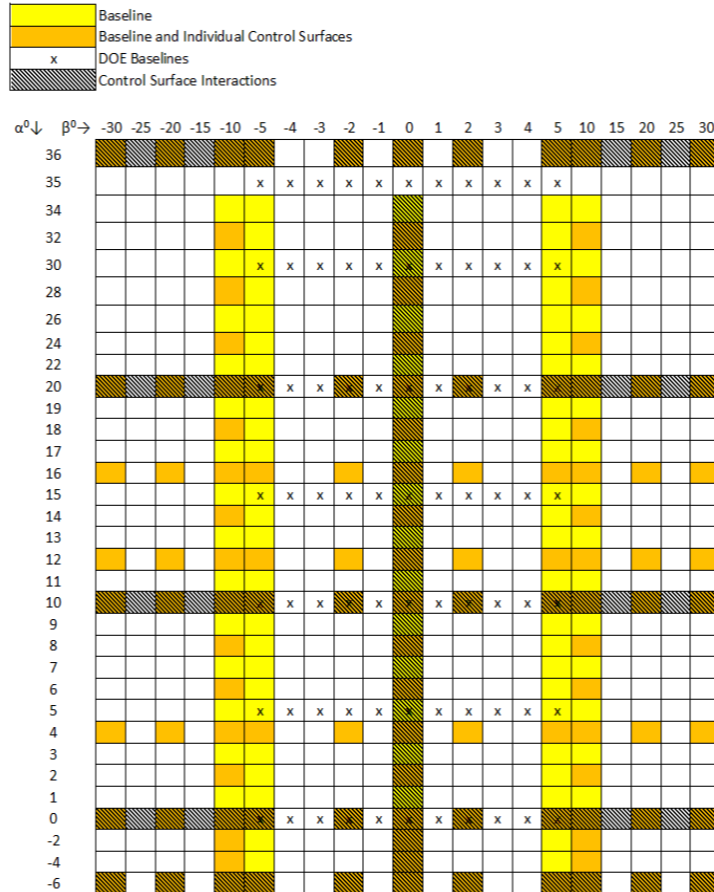 Baseline
Baseline and Individual Control Surfaces
x DOE Baselines
Control Surface Interactions
α⁰↓ β⁰→ -30 -25 -20 -15 -10 -5 -4 -3 -2 -1 0 1 2 3 4 5 10 15 20 25 30
36
35 x x x x x x x x x x x
34
32
30 x x x x x x x x x x x
28
26
24
22
20 x x x x x x x x x x x
19
18
17
16
15 x x x x x x x x x x x
14
13
12
11
10 x x x x x x x x x x x
9
8
7
6
5 x x x x x x x x x x x
4
3
2
1
0 x x x x x x x x x x x
-2
-4
-6